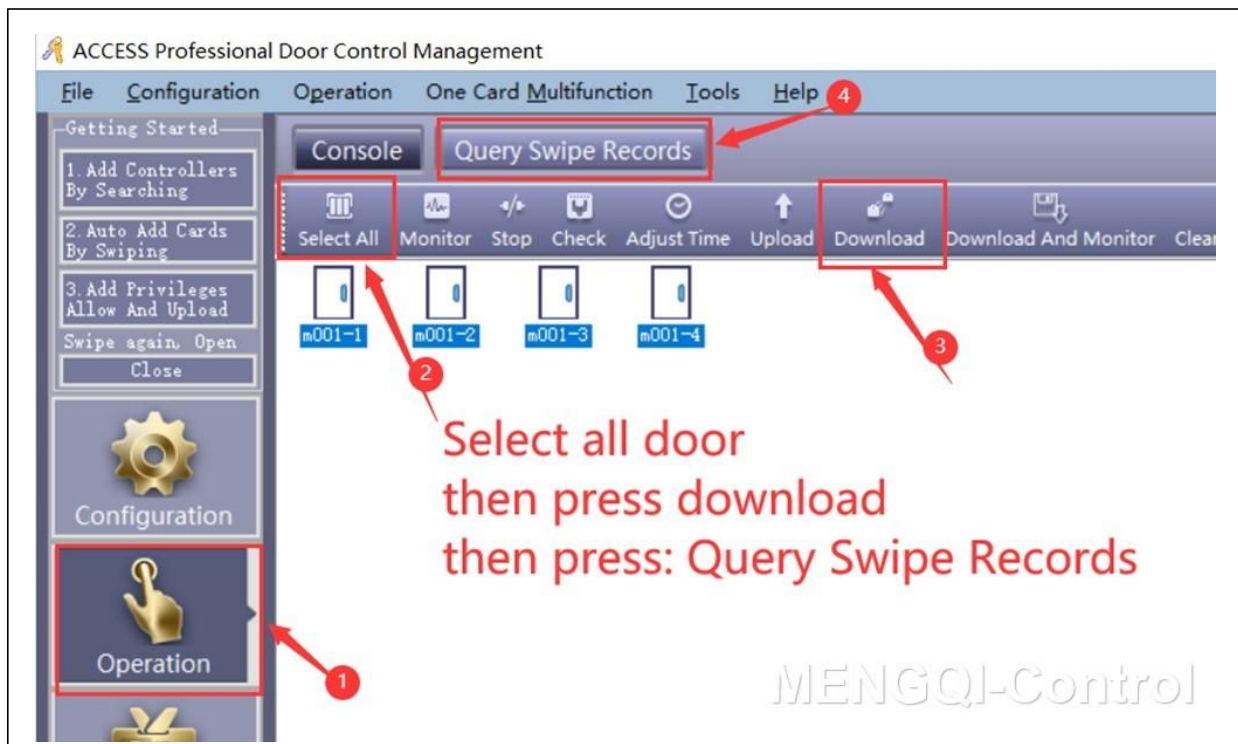 ACCESS Professional Door Control Management
File Configuration Operation One Card Multifunction Tools Help
4
Getting Started
1. Add Controllers
By Searching
2. Auto Add Cards
By Swiping
3. Add Privileges
Allow And Upload
Swipe again, Open
Close
Console Query Swipe Records
Select All Monitor Stop Check Adjust Time Upload Download Download And Monitor Clear
m001-1 m001-2 m001-3 m001-4
2
3
Select all door
then press download
then press: Query Swipe Records
Configuration
Operation
1
MENGQI-Control